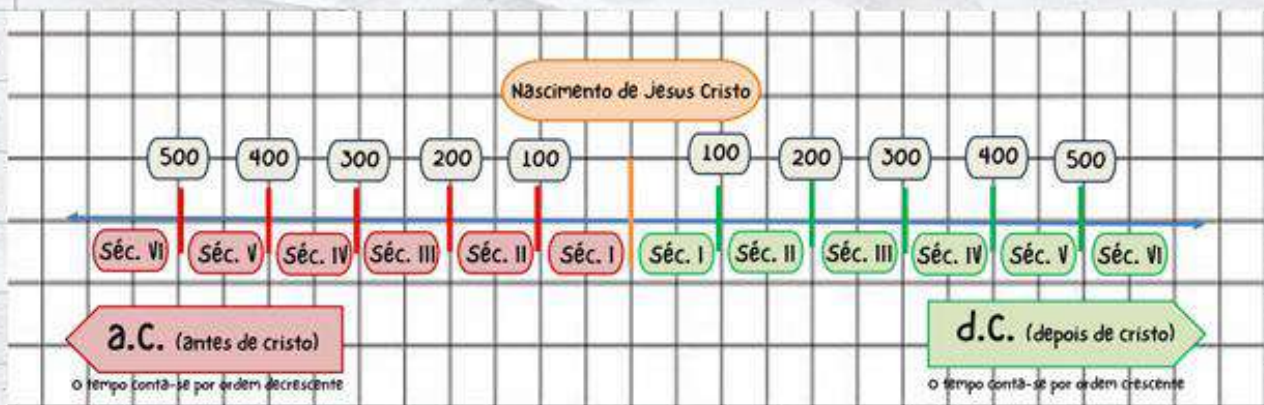 Nascimento de Jesus Cristo
500 400 300 200 100 100 200 300 400 500
Séc. VI Séc. V Séc. IV Séc. III Séc. II Séc. I Séc. I Séc. II Séc. III Séc. IV Séc. V Séc. VI
a.C. (antes de cristo)
d.C. (depois de cristo)
o tempo conta-se por ordem decrescente
o tempo conta-se por ordem crescente